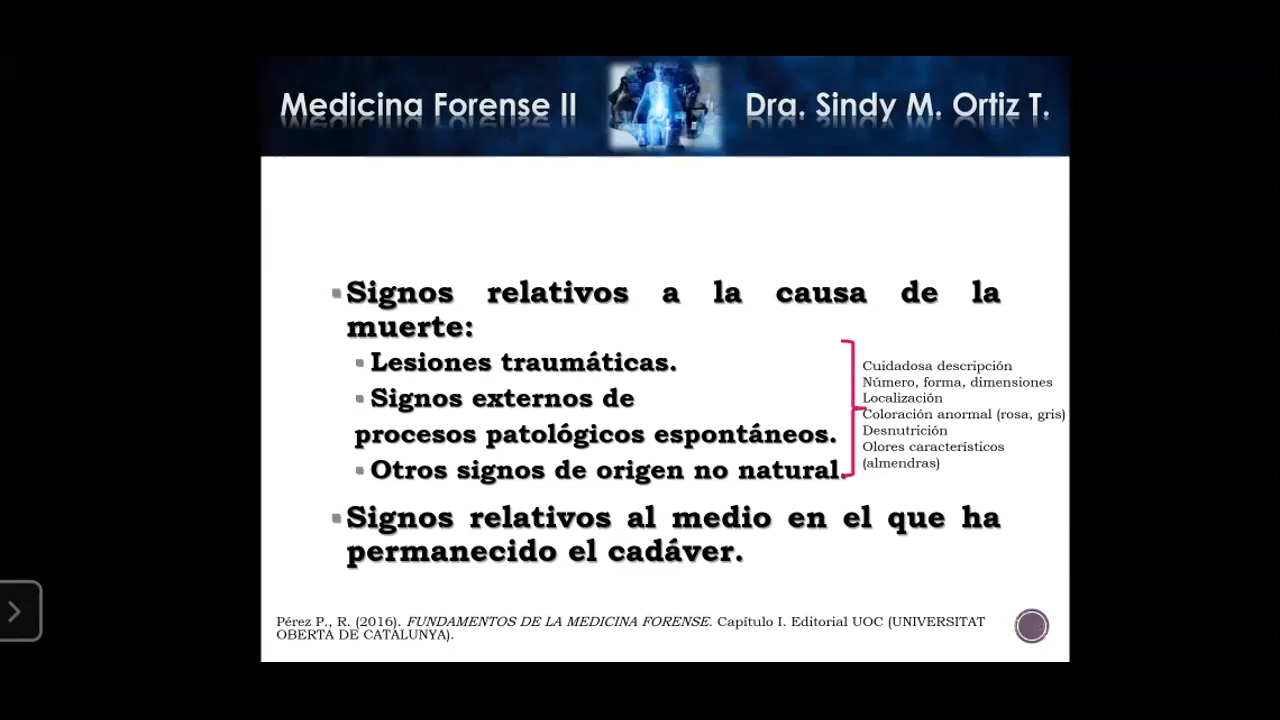 Medicina Forense II
Dra. Sindy M. Ortiz T.
Signos relativos a la causa de la
muerte:
Lesiones traumáticas.
Signos externos de
procesos patológicos espontáneos.
Otros signos de origen no natural.
Cuidadosa descripción
Número, forma, dimensiones
Localización
Coloración anormal (rosa, gris)
Desnutrición
Olores característicos
(almendras)
Signos relativos al medio en el que ha
permanecido el cadáver.
Pérez P., R. (2016). FUNDAMENTOS DE LA MEDICINA FORENSE. Capítulo I. Editorial UOC (UNIVERSITAT
OBERTA DE CATALUNYA).